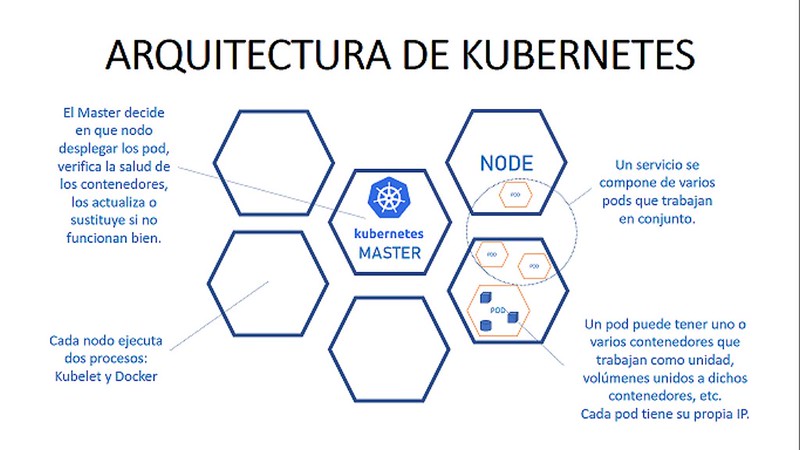 ARQUITECTURA DE KUBERNETES
El Master decide
en que nodo
desplegar los pod,
verifica la salud de
los contenedores,
los actualiza o
sustituye si no
funcionan bien.
kubernetes
MASTER
NODE
POD
Un servicio se
compone de varios
pods que trabajan
en conjunto.
POD
POD
POD
Cada nodo ejecuta
dos procesos:
Kubelet y Docker
Un pod puede tener uno o
varios contenedores que
trabajan como unidad,
volúmenes unidos a dichos
contenedores, etc.
Cada pod tiene su propia IP.